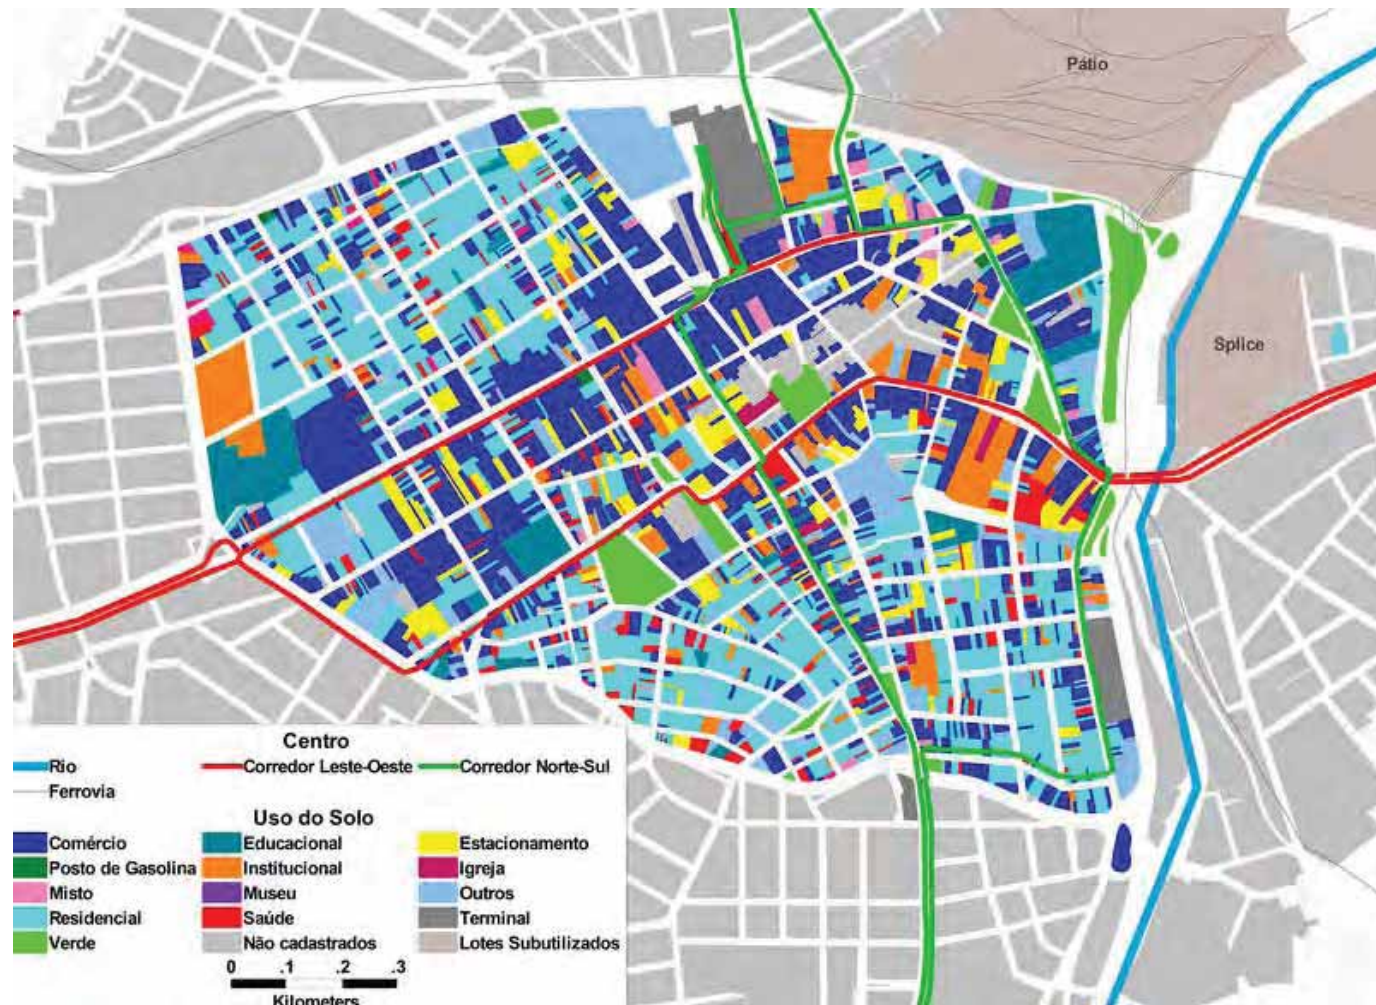 Pátio
Splice
Centro
Rio
Corredor Leste-Oeste
Corredor Norte-Sul
Ferrovia
Uso do Solo
Comércio
Educacional
Estacionamento
Posto de Gasolina
Institucional
Igreja
Misto
Museu
Outros
Residencial
Saúde
Terminal
Verde
Não cadastrados
Lotes Subutilizados
0 .1 .2 .3
Kilometers